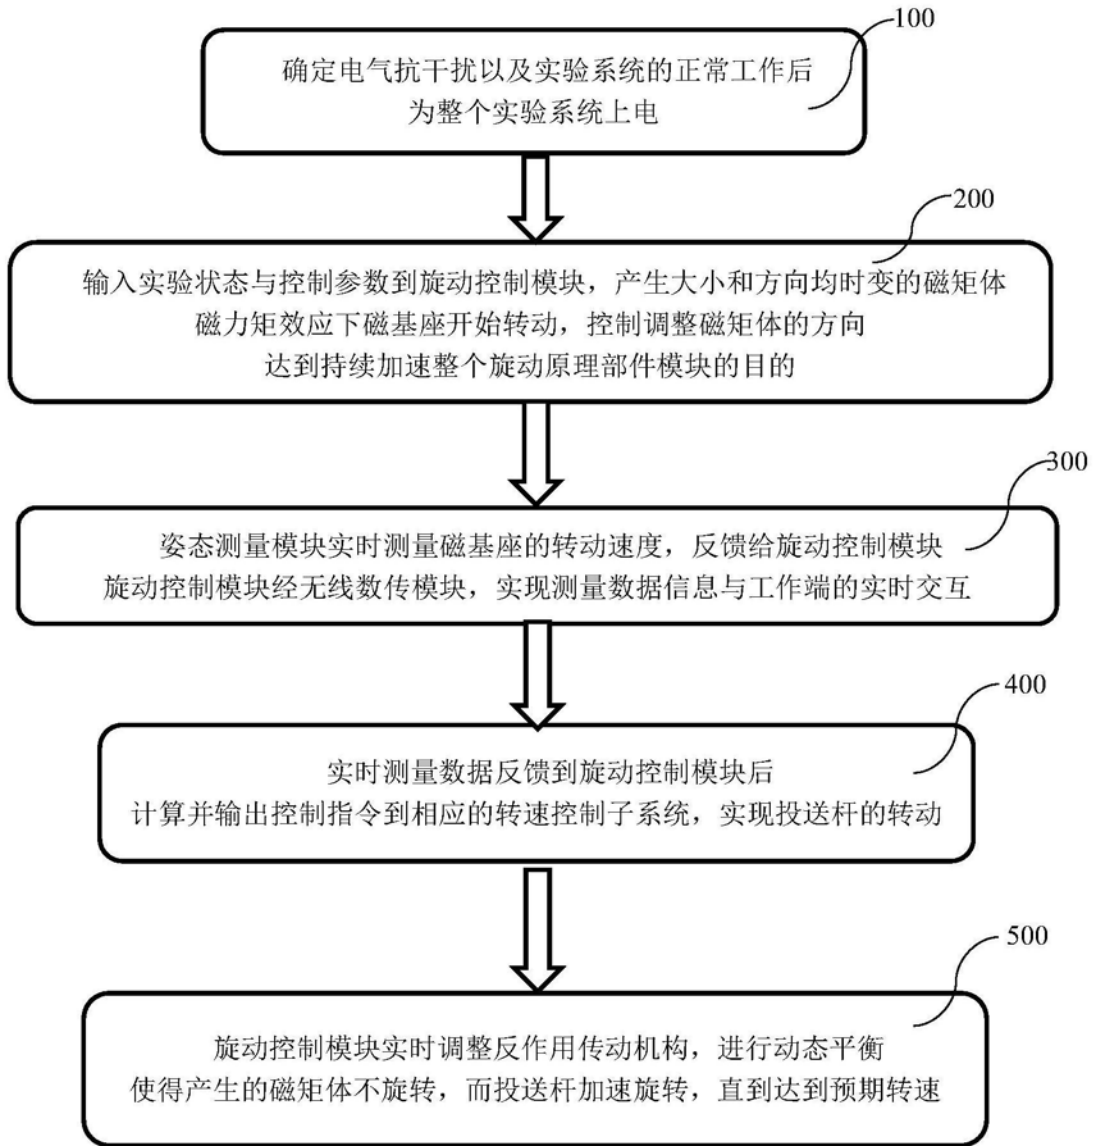 100
确定电气抗干扰以及实验系统的正常工作后
为整个实验系统上电
200
输入实验状态与控制参数到旋动控制模块，产生大小和方向均时变的磁矩体
磁力矩效应下磁基座开始转动，控制调整磁矩体的方向
达到持续加速整个旋动原理部件模块的目的
300
姿态测量模块实时测量磁基座的转动速度，反馈给旋动控制模块
旋动控制模块经无线数传模块，实现测量数据信息与工作端的实时交互
400
实时测量数据反馈到旋动控制模块后
计算并输出控制指令到相应的转速控制子系统，实现投送杆的转动
500
旋动控制模块实时调整反作用传动机构，进行动态平衡
使得产生的磁矩体不旋转，而投送杆加速旋转，直到达到预期转速